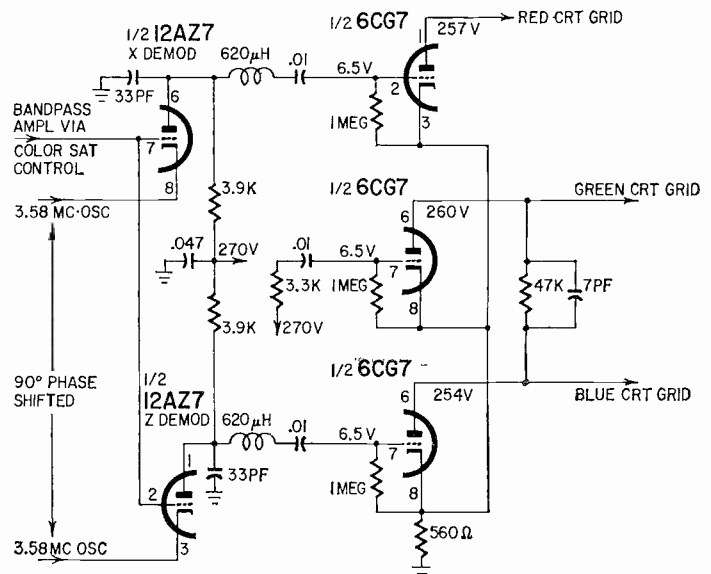 1/2 12AZ7
X DEMOD
620µH
.01
1/2 6CG7
1
257V
RED CRT GRID
6.5V
2
3
1MEG
33PF
6
7
8
BANDPASS
AMPL VIA
COLOR SAT
CONTROL
3.58 MC-OSC
3.9K
.047
270V
3.9K
.01
3.3K
270V
6.5V
1MEG
1/2 6CG7
6
260V
7
8
GREEN CRT GRID
47K
7PF
90° PHASE
SHIFTED
1/2
12AZ7
Z DEMOD
620µH
.01
1
2
3
33PF
6.5V
1MEG
1/2 6CG7
6
254V
7
8
BLUE CRT GRID
560Ω
3.58 MC OSC